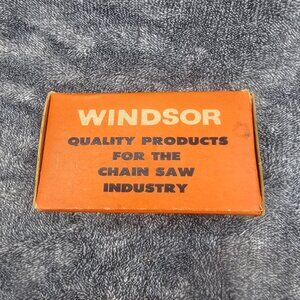 WINDSOR
QUALITY PRODUCTS
FOR THE
CHAIN SAW
INDUSTRY